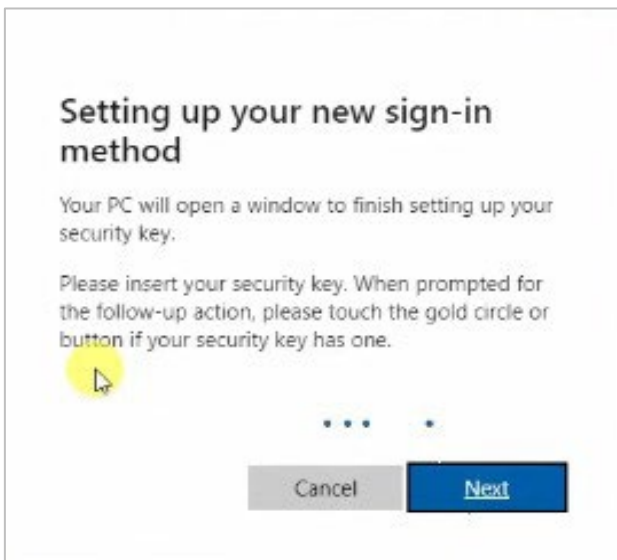 Setting up your new sign-in
method
Your PC will open a window to finish setting up your
security key.
Please insert your security key. When prompted for
the follow-up action, please touch the gold circle or
button if your security key has one.
Cancel
Next